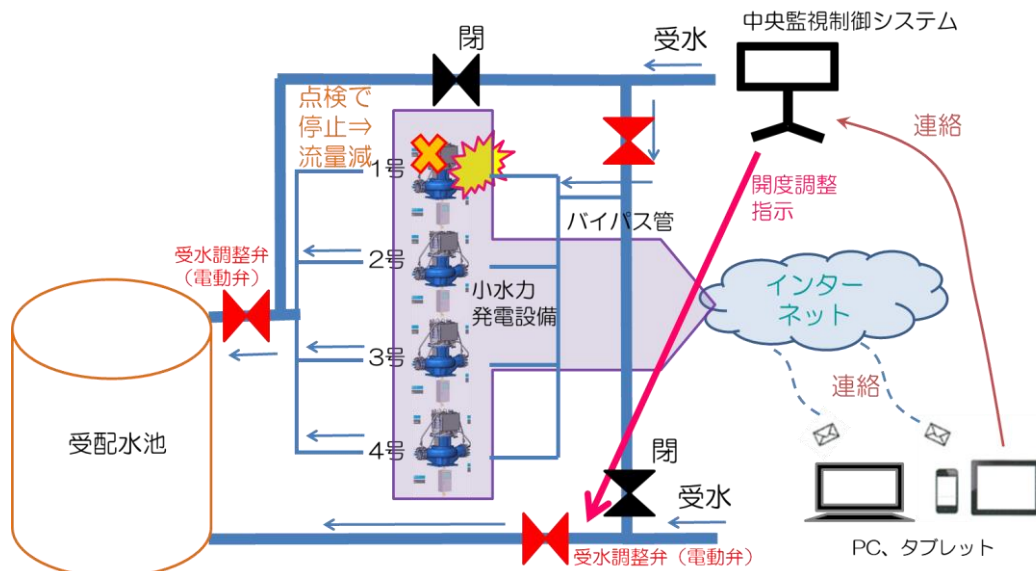 中央監視制御システム
閉
受水
点検で
停止⇒
流量減
連絡
1号
開度調整
指示
バイパス管
受水調整弁
(電動弁)
2号
小水力
発電設備
インター
ネット
3号
連絡
受配水池
4号
閉
受水
受水調整弁(電動弁)
PC、タブレット